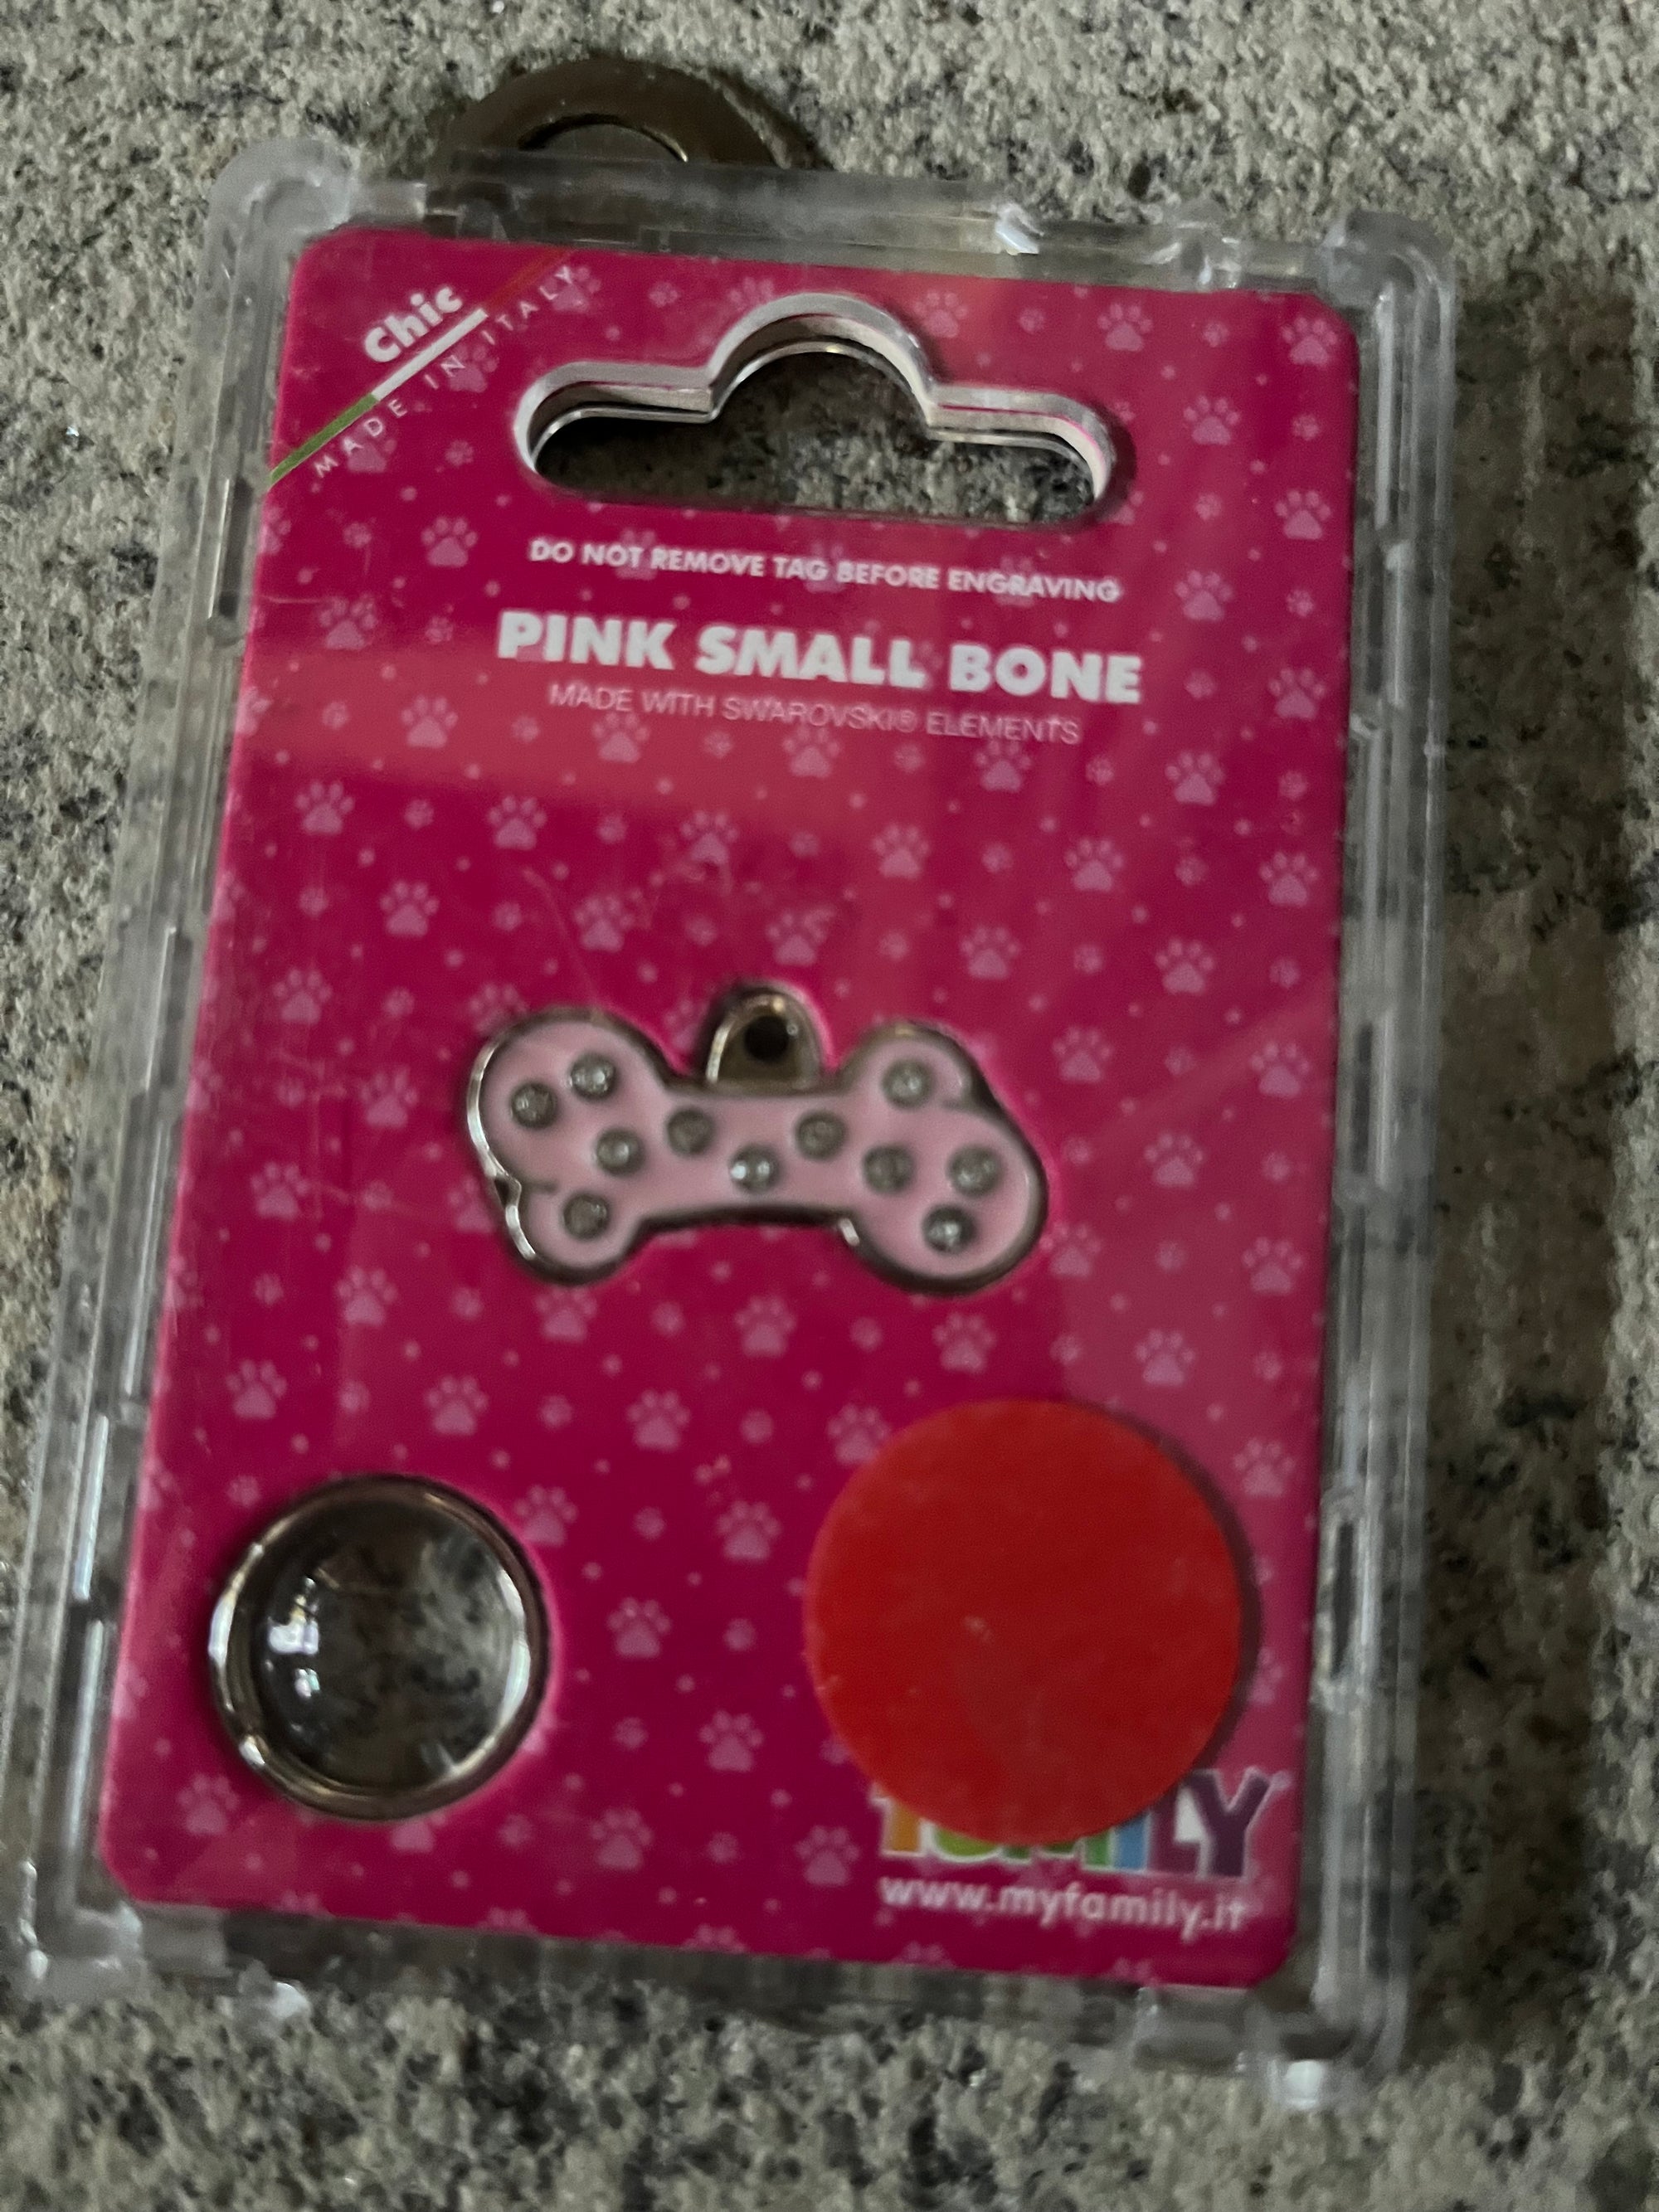 Chic
MADE IN ITALY
DO NOT REMOVE TAG BEFORE ENGRAVING
PINK SMALL BONE
MADE WITH SWAROVSKI® ELEMENTS
FAMILY
www.myfamily.it